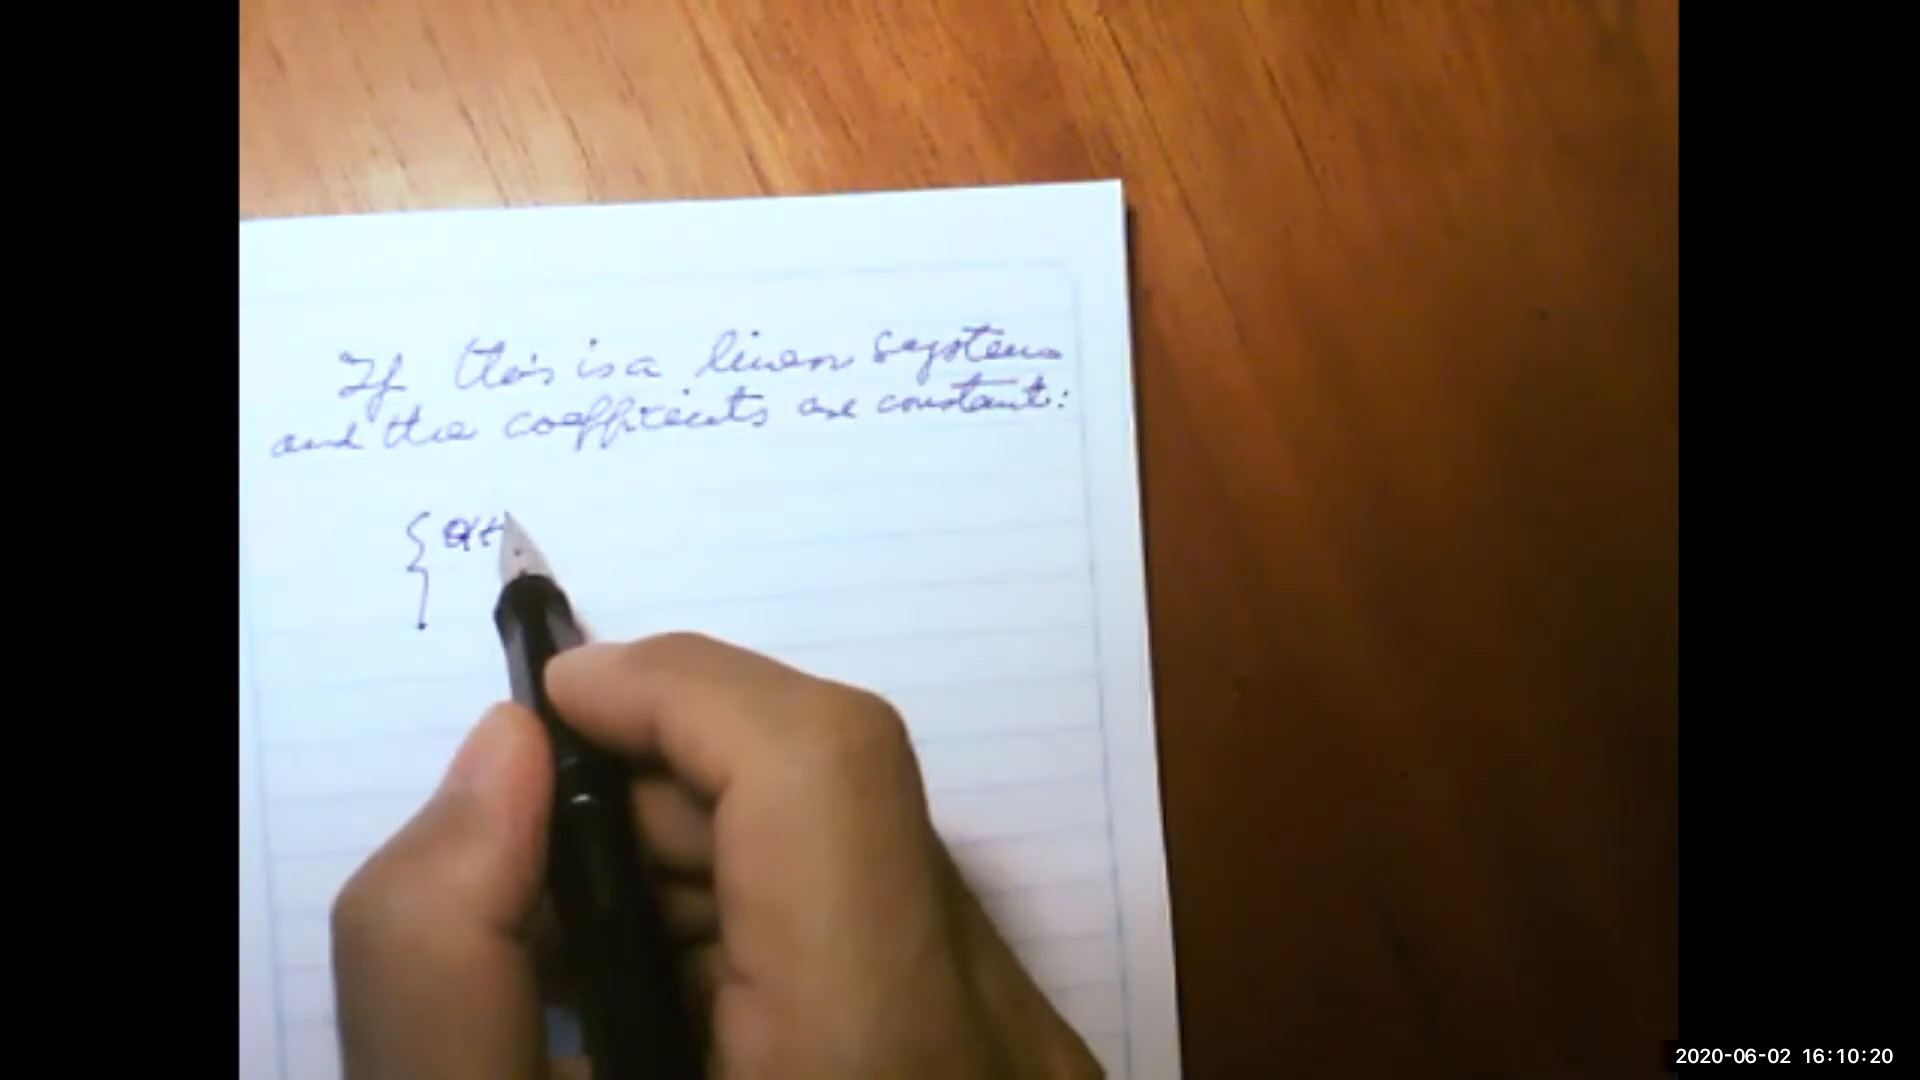 If this is a linear system
and the coefficients are constant:
2020-06-02 16:10:20